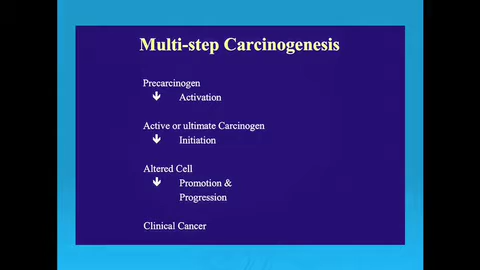 Multi-step Carcinogenesis
Precarcinogen
Activation
Active or ultimate Carcinogen
Initiation
Altered Cell
Promotion &
Progression
Clinical Cancer